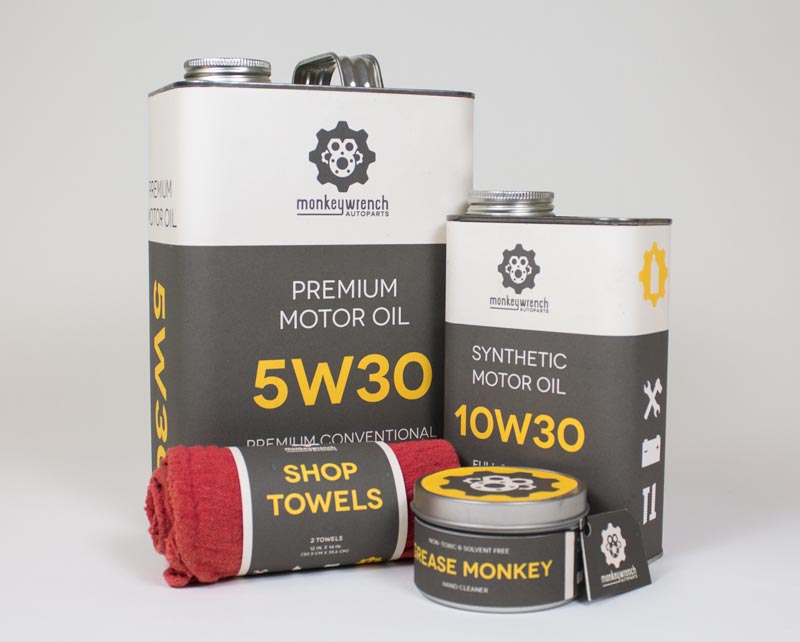 monkeywrench
AUTOPARTS
PREMIUM
MOTOR OIL
5W30
PREMIUM
MOTOR OIL
5W30
PREMIUM CONVENTIONAL
monkeywrench
AUTOPARTS
SYNTHETIC
MOTOR OIL
10W30
monkeywrench
SHOP
TOWELS
2 TOWELS
NON-TOXIC & SOLVENT FREE
GREASE MONKEY
HAND CLEANER
monkeywrench
AUTOPARTS